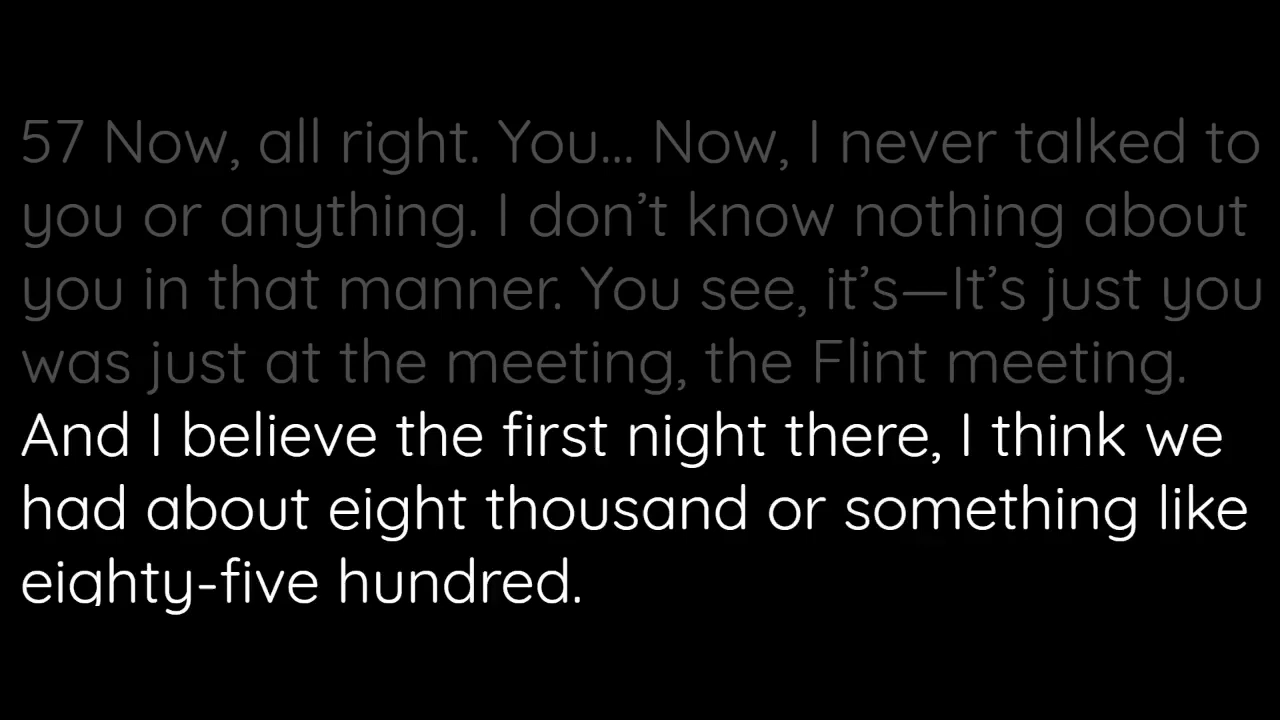 57 Now, all right. You... Now, I never talked to
you or anything. I don’t know nothing about
you in that manner. You see, it’s—It’s just you
was just at the meeting, the Flint meeting.
And I believe the first night there, I think we
had about eight thousand or something like
eighty-five hundred.